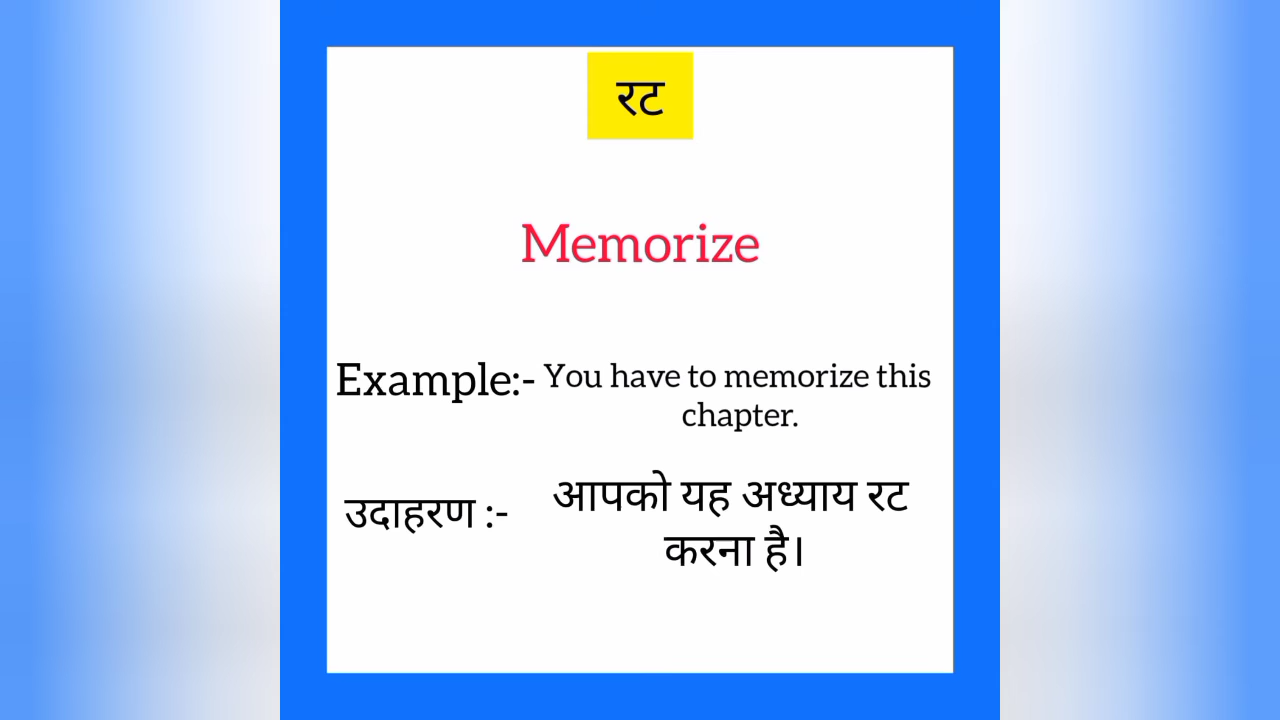 रट
Memorize
Example:- You have to memorize this
chapter.
उदाहरण :- आपको यह अध्याय रट
करना है।